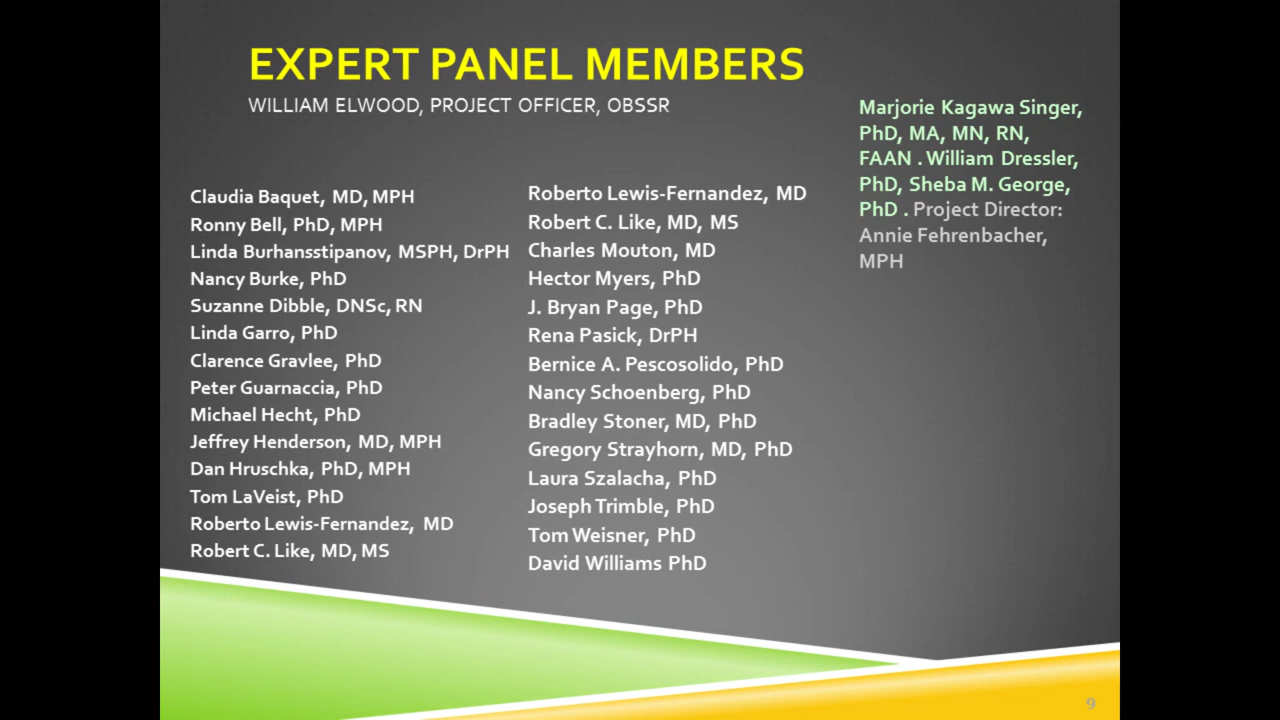 EXPERT PANEL MEMBERS
WILLIAM ELWOOD, PROJECT OFFICER, OBSSR
Claudia Baquet, MD, MPH
Ronny Bell, PhD, MPH
Linda Burhansstipanov, MSPH, DrPH
Nancy Burke, PhD
Suzanne Dibble, DNSc, RN
Linda Garro, PhD
Clarence Gravlee, PhD
Peter Guarnaccia, PhD
Michael Hecht, PhD
Jeffrey Henderson, MD, MPH
Dan Hruschka, PhD, MPH
Tom LaVeist, PhD
Roberto Lewis-Fernandez, MD
Robert C. Like, MD, MS
Roberto Lewis-Fernandez, MD
Robert C. Like, MD, MS
Charles Mouton, MD
Hector Myers, PhD
J. Bryan Page, PhD
Rena Pasick, DrPH
Bernice A. Pescosolido, PhD
Nancy Schoenberg, PhD
Bradley Stoner, MD, PhD
Gregory Strayhorn, MD, PhD
Laura Szalacha, PhD
Joseph Trimble, PhD
Tom Weisner, PhD
David Williams PhD
Marjorie Kagawa Singer,
PhD, MA, MN, RN,
FAAN . William Dressler,
PhD, Sheba M. George,
PhD . Project Director:
Annie Fehrenbacher,
MPH
9